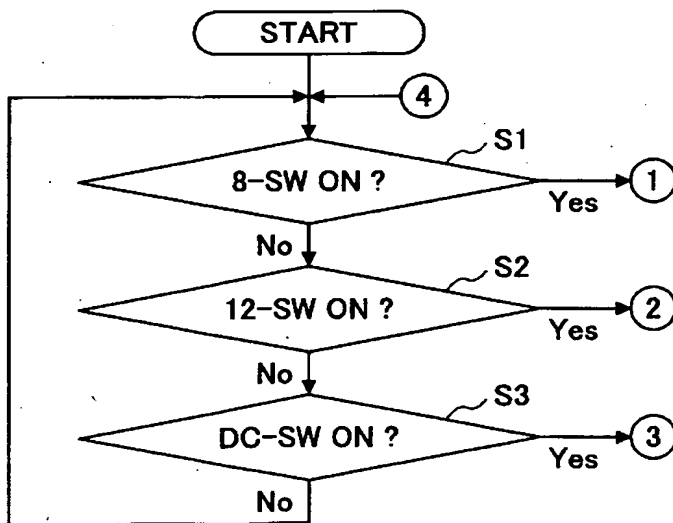 START
4
S1
8-SW ON ?
1
Yes
No
S2
12-SW ON ?
2
Yes
No
S3
DC-SW ON ?
3
Yes
No